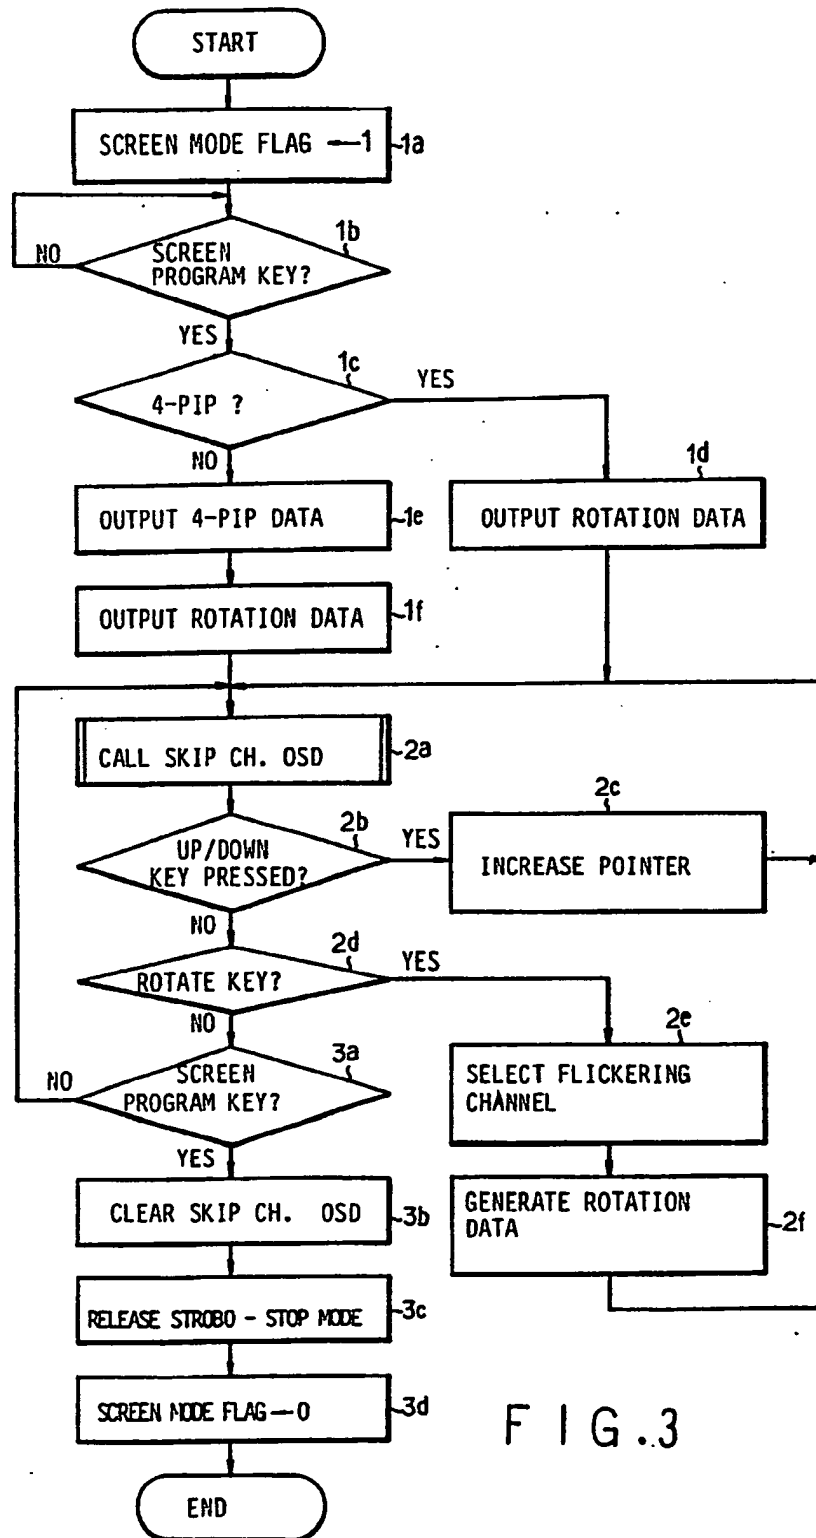 START
SCREEN MODE FLAG ←1
1a
1b
NO
SCREEN
PROGRAM KEY?
YES
1c
4-PIP ?
YES
NO
1d
OUTPUT 4-PIP DATA
1e
OUTPUT ROTATION DATA
OUTPUT ROTATION DATA
1f
CALL SKIP CH. OSD
2a
2b
UP/DOWN
KEY PRESSED?
YES
2c
INCREASE POINTER
NO
2d
ROTATE KEY?
YES
NO
2e
SELECT FLICKERING
CHANNEL
3a
NO
SCREEN
PROGRAM KEY?
YES
GENERATE ROTATION
DATA
2f
CLEAR SKIP CH. OSD
3b
RELEASE STROBO - STOP MODE
3c
SCREEN MODE FLAG←0
3d
END
FIG.3